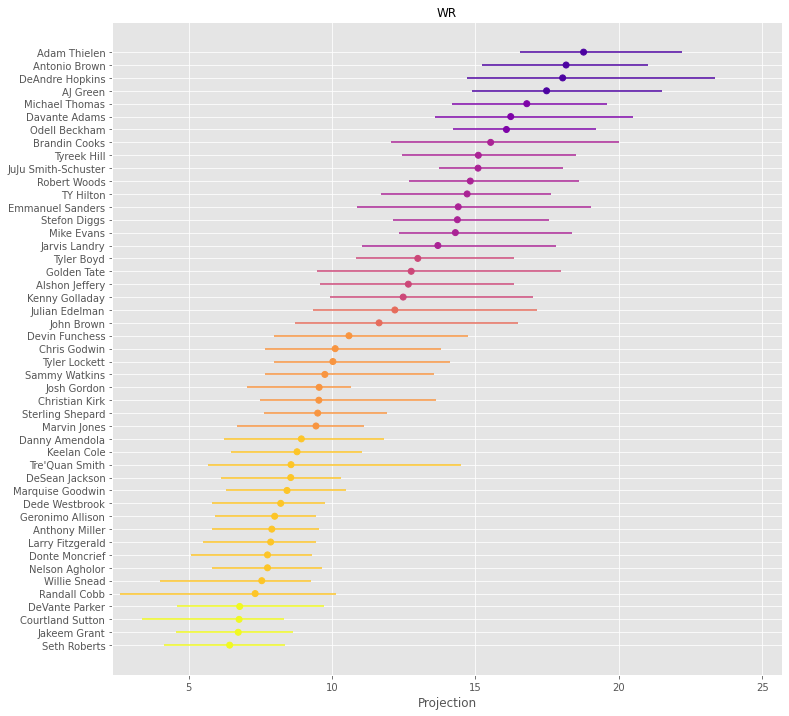 WR
Adam Thielen
Antonio Brown
DeAndre Hopkins
AJ Green
Michael Thomas
Davante Adams
Odell Beckham
Brandin Cooks
Tyreek Hill
JuJu Smith-Schuster
Robert Woods
TY Hilton
Emmanuel Sanders
Stefon Diggs
Mike Evans
Jarvis Landry
Tyler Boyd
Golden Tate
Alshon Jeffery
Kenny Golladay
Julian Edelman
John Brown
Devin Funchess
Chris Godwin
Tyler Lockett
Sammy Watkins
Josh Gordon
Christian Kirk
Sterling Shepard
Marvin Jones
Danny Amendola
Keelan Cole
Tre'Quan Smith
DeSean Jackson
Marquise Goodwin
Dede Westbrook
Geronimo Allison
Anthony Miller
Larry Fitzgerald
Donte Moncrief
Nelson Agholor
Willie Snead
Randall Cobb
DeVante Parker
Courtland Sutton
Jakeem Grant
Seth Roberts
5 10 15 20 25
Projection